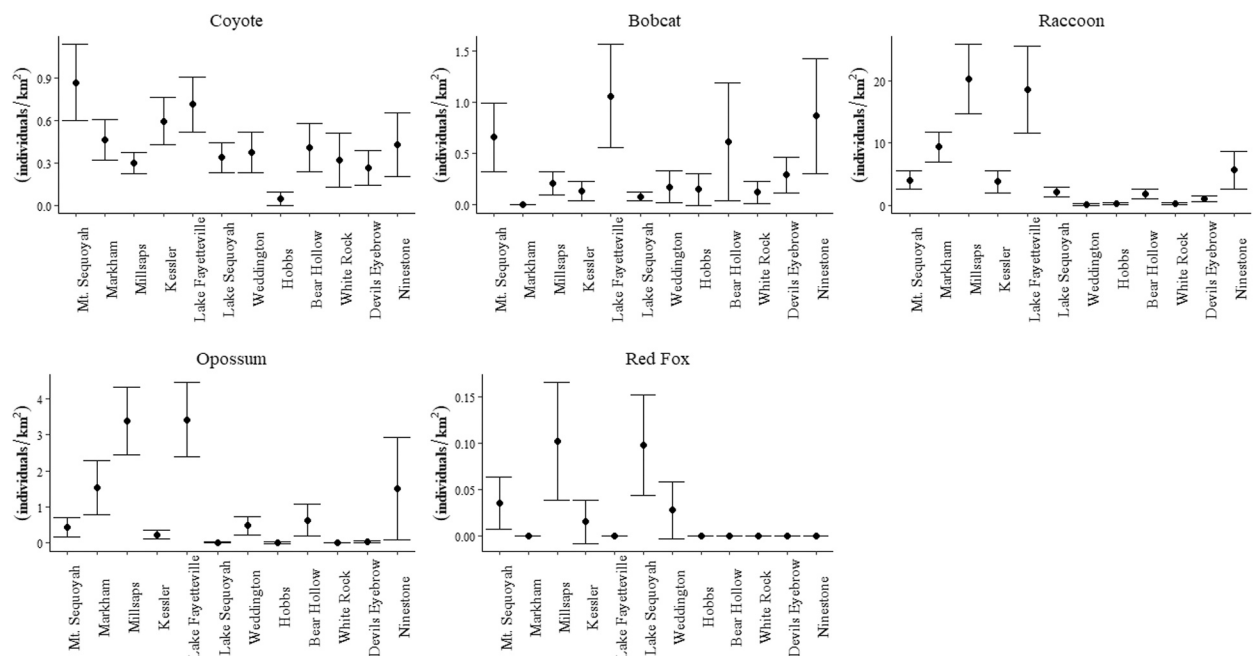 Coyote
(individuals/km²)
0.9
0.6
0.3
0.0
Mt. Sequoyah
Markham
Millsaps
Kessler
Lake Fayetteville
Lake Sequoyah
Weddington
Hobbs
Bear Hollow
White Rock
Devils Eyebrow
Ninestone
Bobcat
(individuals/km²)
1.5
1.0
0.5
0.0
Mt. Sequoyah
Markham
Millsaps
Kessler
Lake Fayetteville
Lake Sequoyah
Weddington
Hobbs
Bear Hollow
White Rock
Devils Eyebrow
Ninestone
Raccoon
(individuals/km²)
20
10
0
Mt. Sequoyah
Markham
Millsaps
Kessler
Lake Fayetteville
Lake Sequoyah
Weddington
Hobbs
Bear Hollow
White Rock
Devils Eyebrow
Ninestone
Opossum
(individuals/km²)
4
3
2
1
0
Mt. Sequoyah
Markham
Millsaps
Kessler
Lake Fayetteville
Lake Sequoyah
Weddington
Hobbs
Bear Hollow
White Rock
Devils Eyebrow
Ninestone
Red Fox
(individuals/km²)
0.15
0.10
0.05
0.00
Mt. Sequoyah
Markham
Millsaps
Kessler
Lake Fayetteville
Lake Sequoyah
Weddington
Hobbs
Bear Hollow
White Rock
Devils Eyebrow
Ninestone